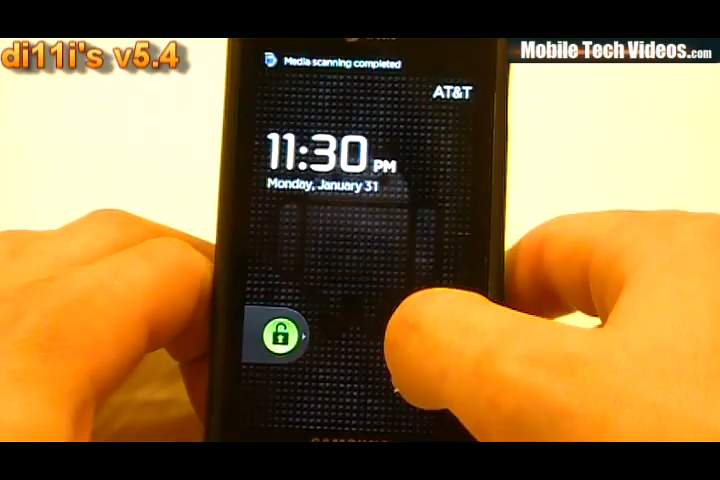 di11i's v5.4
Mobile Tech Videos.com
Media scanning completed
AT&T
11:30 PM
Monday, January 31
SAMSUNG